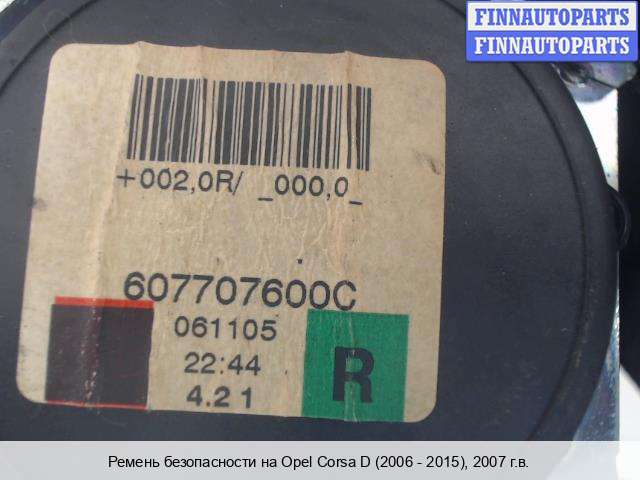 FINNAUTOPARTS
FINNAUTOPARTS
+002,0R/ _000,0_
607707600C
061105
22:44
4.2 1
R
Ремень безопасности на Opel Corsa D (2006 - 2015), 2007 г.в.